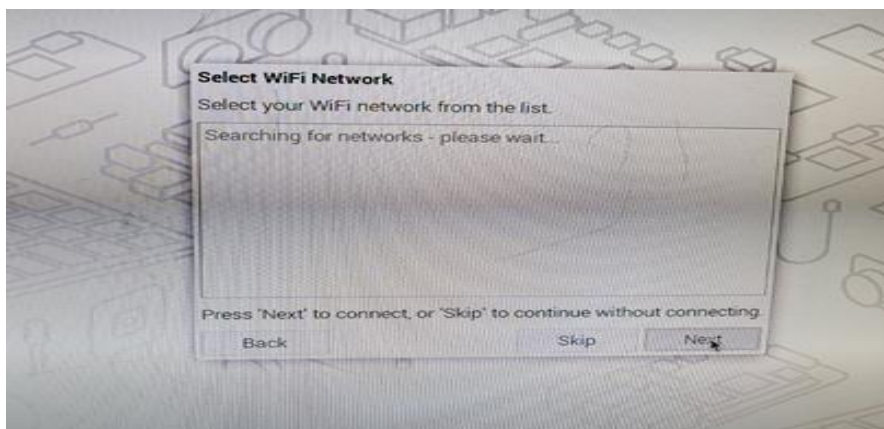 Select WiFi Network
Select your WiFi network from the list.
Searching for networks - please wait...
Press 'Next' to connect, or 'Skip' to continue without connecting.
Back
Skip
Next